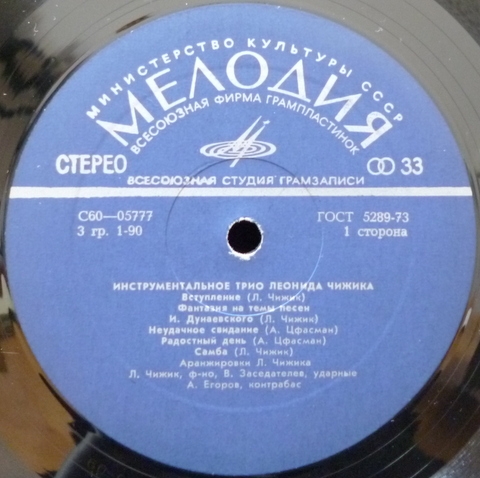 МИНИСТЕРСТВО КУЛЬТУРЫ СССР
МЕЛОДИЯ
ВСЕСОЮЗНАЯ ФИРМА ГРАМПЛАСТИНОК
СТЕРЕО 33
ВСЕСОЮЗНАЯ СТУДИЯ ГРАМЗАПИСИ
С60—05777 ГОСТ 5289-73
3 гр. 1-90 1 сторона
ИНСТРУМЕНТАЛЬНОЕ ТРИО ЛЕОНИДА ЧИЖИКА
Вступление (Л. Чижик)
Фантазия на темы песен
И. Дунаевского (Л. Чижик)
Неудачное свидание (А. Цфасман)
Радостный день (А. Цфасман)
Самба (Л. Чижик)
Аранжировки Л. Чижика
Л. Чижик, ф-но, В. Заседателев, ударные
А. Егоров, контрабас